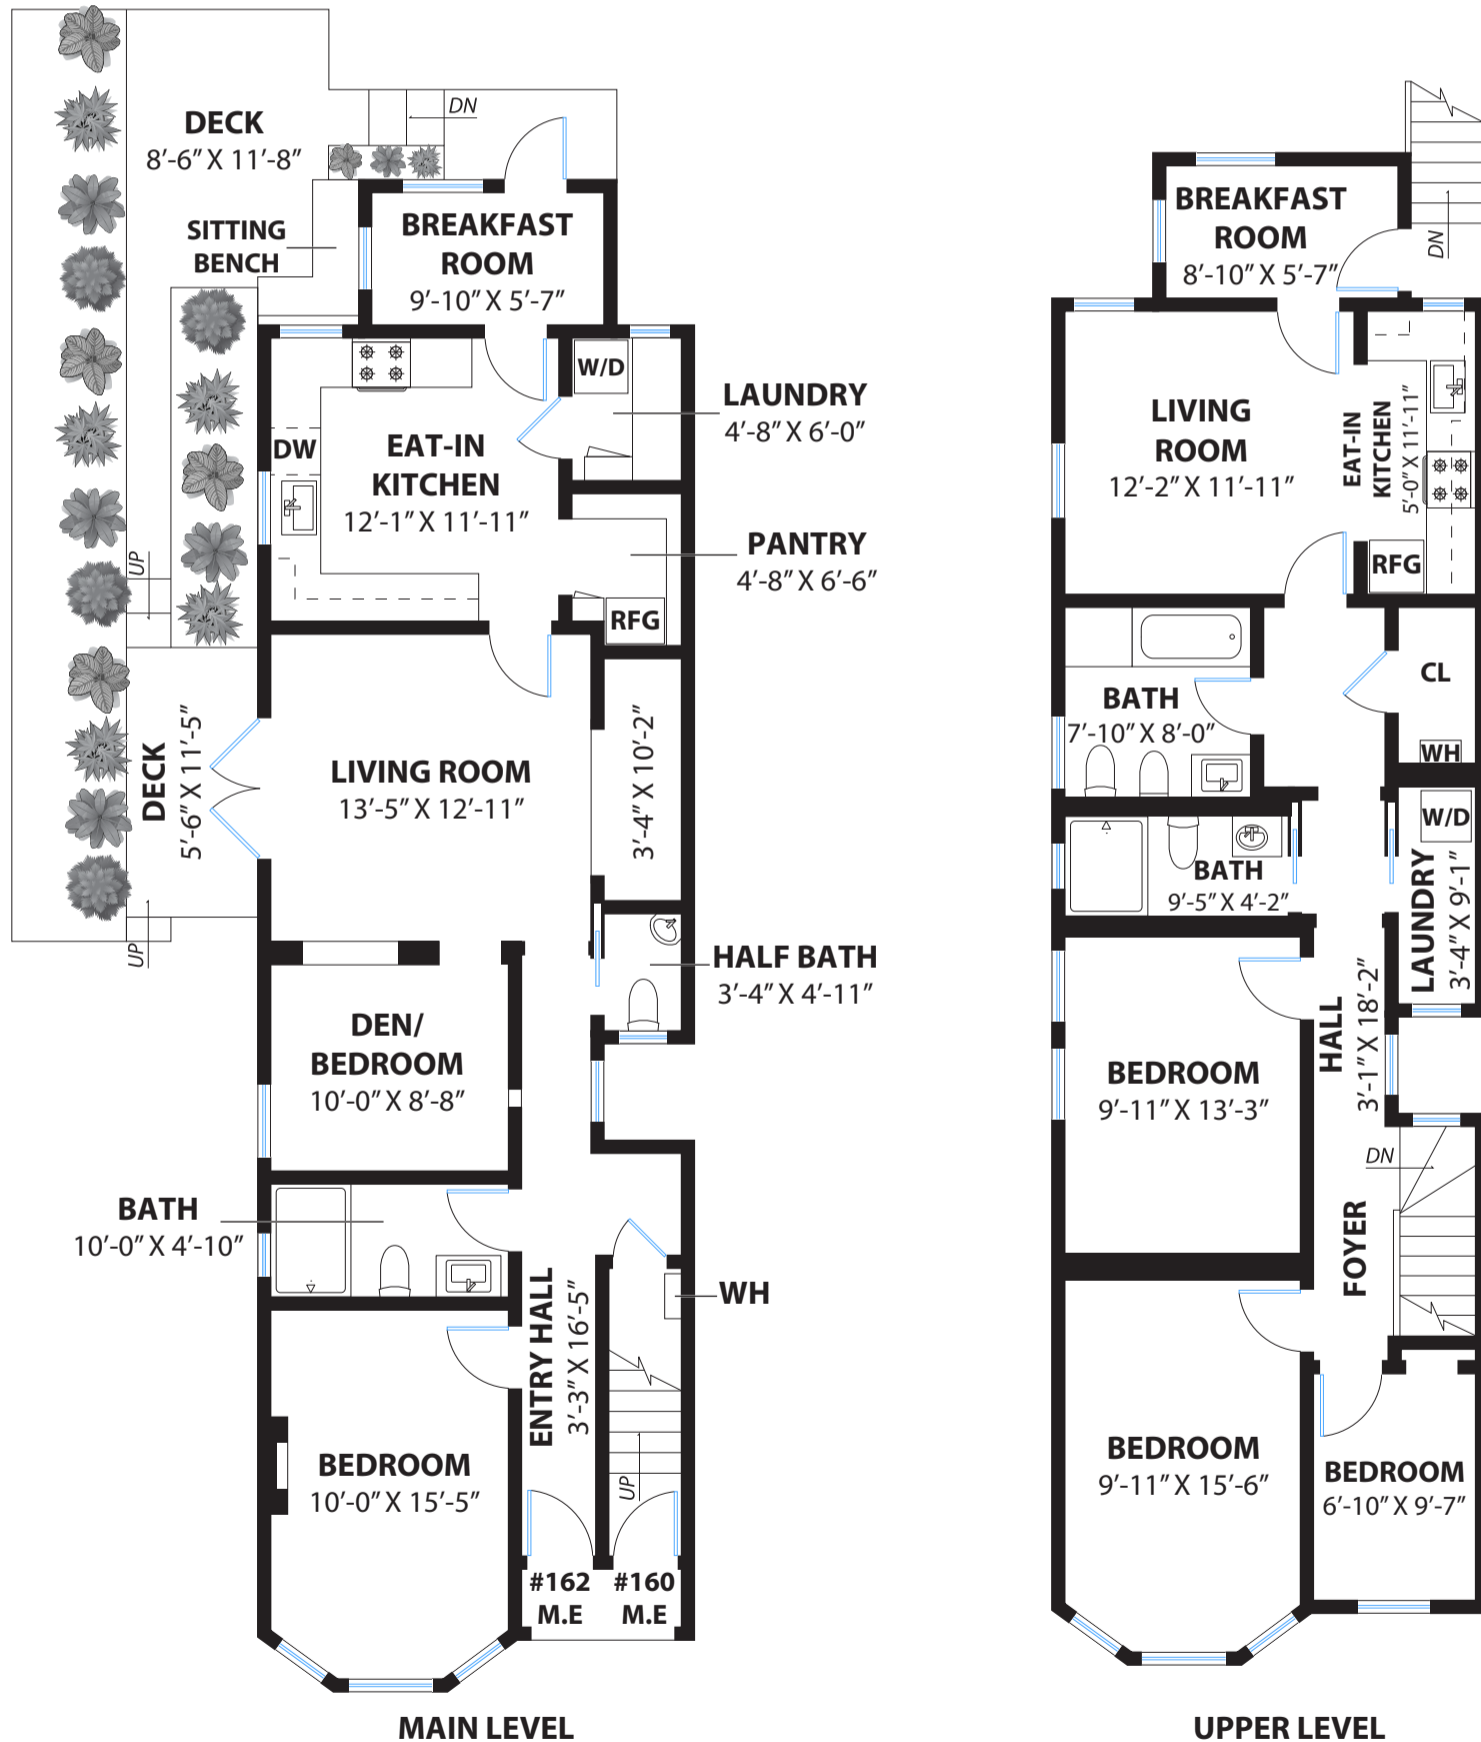 DECK
8'-6" X 11'-8"
DN
SITTING
BENCH
BREAKFAST
ROOM
9'-10" X 5'-7"
W/D
LAUNDRY
4'-8" X 6'-0"
DW
EAT-IN
KITCHEN
12'-1" X 11'-11"
PANTRY
4'-8" X 6'-6"
UP
RFG
DECK
5'-6" X 11'-5"
LIVING ROOM
13'-5" X 12'-11"
3'-4" X 10'-2"
UP
HALF BATH
3'-4" X 4'-11"
DEN/
BEDROOM
10'-0" X 8'-8"
BATH
10'-0" X 4'-10"
WH
ENTRY HALL
3'-3" X 16'-5"
BEDROOM
10'-0" X 15'-5"
UP
#162
M.E
#160
M.E
MAIN LEVEL
BREAKFAST
ROOM
8'-10" X 5'-7"
DN
LIVING
ROOM
12'-2" X 11'-11"
EAT-IN
KITCHEN
5'-0" X 11'-11"
RFG
BATH
7'-10" X 8'-0"
CL
WH
W/D
BATH
9'-5" X 4'-2"
LAUNDRY
3'-4" X 9'-1"
HALL
3'-1" X 18'-2"
BEDROOM
9'-11" X 13'-3"
DN
FOYER
BEDROOM
9'-11" X 15'-6"
BEDROOM
6'-10" X 9'-7"
UPPER LEVEL